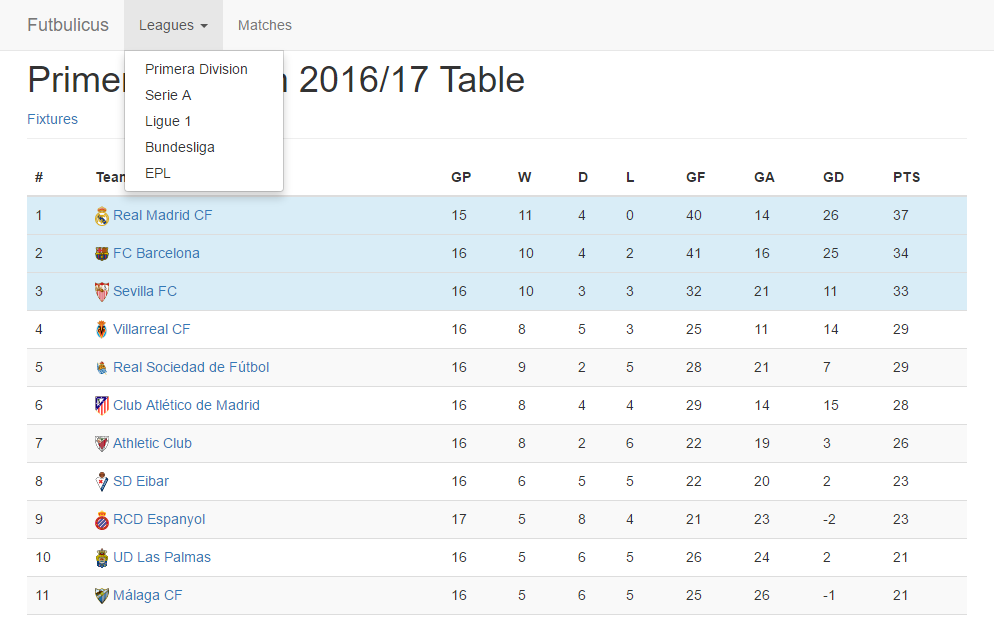 Futbulicus Leagues Matches
Primera Division
Serie A
Ligue 1
Bundesliga
EPL
Primer n 2016/17 Table
Fixtures
# Team GP W D L GF GA GD PTS
1 Real Madrid CF 15 11 4 0 40 14 26 37
2 FC Barcelona 16 10 4 2 41 16 25 34
3 Sevilla FC 16 10 3 3 32 21 11 33
4 Villarreal CF 16 8 5 3 25 11 14 29
5 Real Sociedad de Fútbol 16 9 2 5 28 21 7 29
6 Club Atlético de Madrid 16 8 4 4 29 14 15 28
7 Athletic Club 16 8 2 6 22 19 3 26
8 SD Eibar 16 6 5 5 22 20 2 23
9 RCD Espanyol 17 5 8 4 21 23 -2 23
10 UD Las Palmas 16 5 6 5 26 24 2 21
11 Málaga CF 16 5 6 5 25 26 -1 21